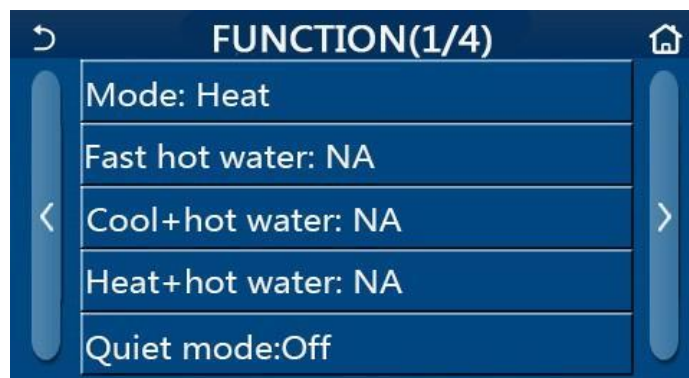 FUNCTION(1/4)
Mode: Heat
Fast hot water: NA
Cool+hot water: NA
Heat+hot water: NA
Quiet mode:Off